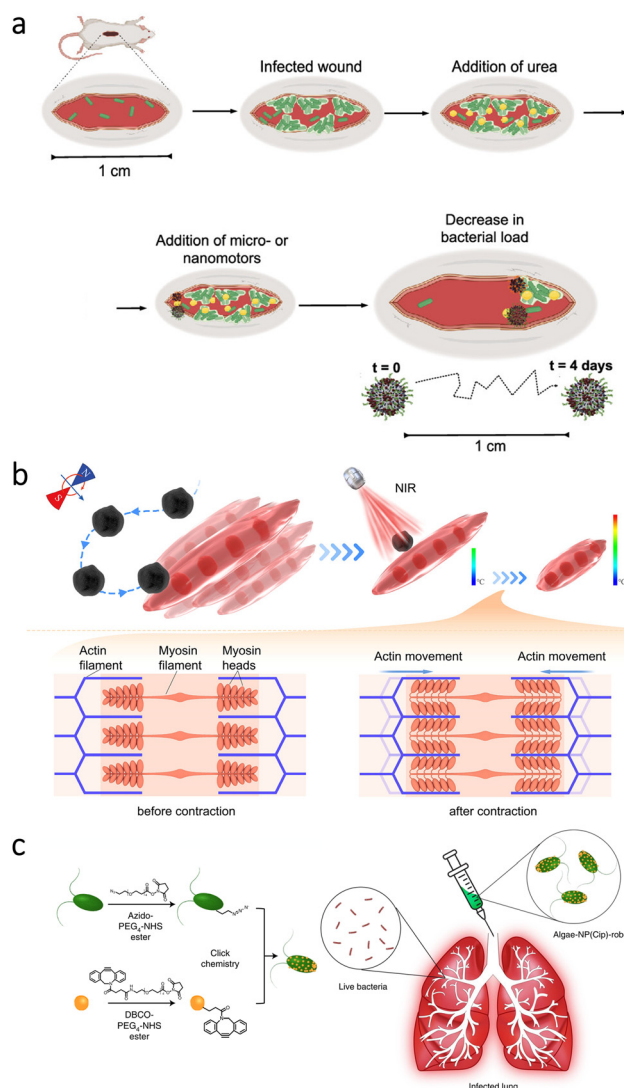 a
Infected wound
Addition of urea
1 cm
Addition of micro- or
nanomotors
Decrease in
bacterial load
t = 0
t = 4 days
1 cm
b
N
S
NIR
°C
°C
Actin
filament
Myosin
filament
Myosin
heads
Actin movement
Actin movement
before contraction
after contraction
c
Azido-
PEG4-NHS
ester
Click
chemistry
DBCO-
PEG4-NHS
ester
Live bacteria
Algae-NP(Cip)-rob
Infected lung